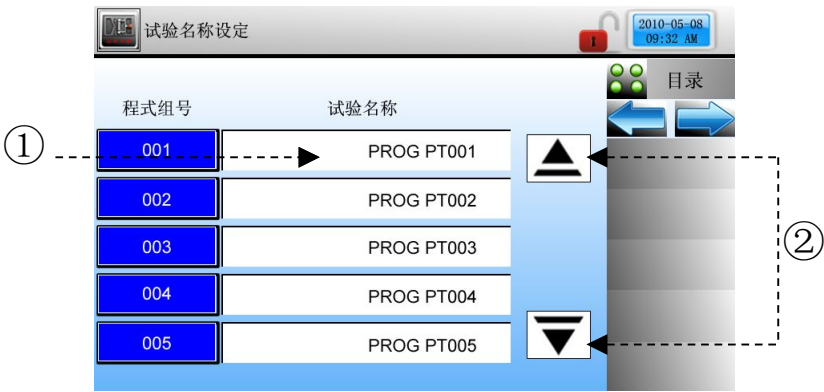 试验名称设定
1
2010-05-08
09:32 AM
目录
程式组号 试验名称
① 001 PROG PT001
002 PROG PT002
②
003 PROG PT003
004 PROG PT004
005 PROG PT005